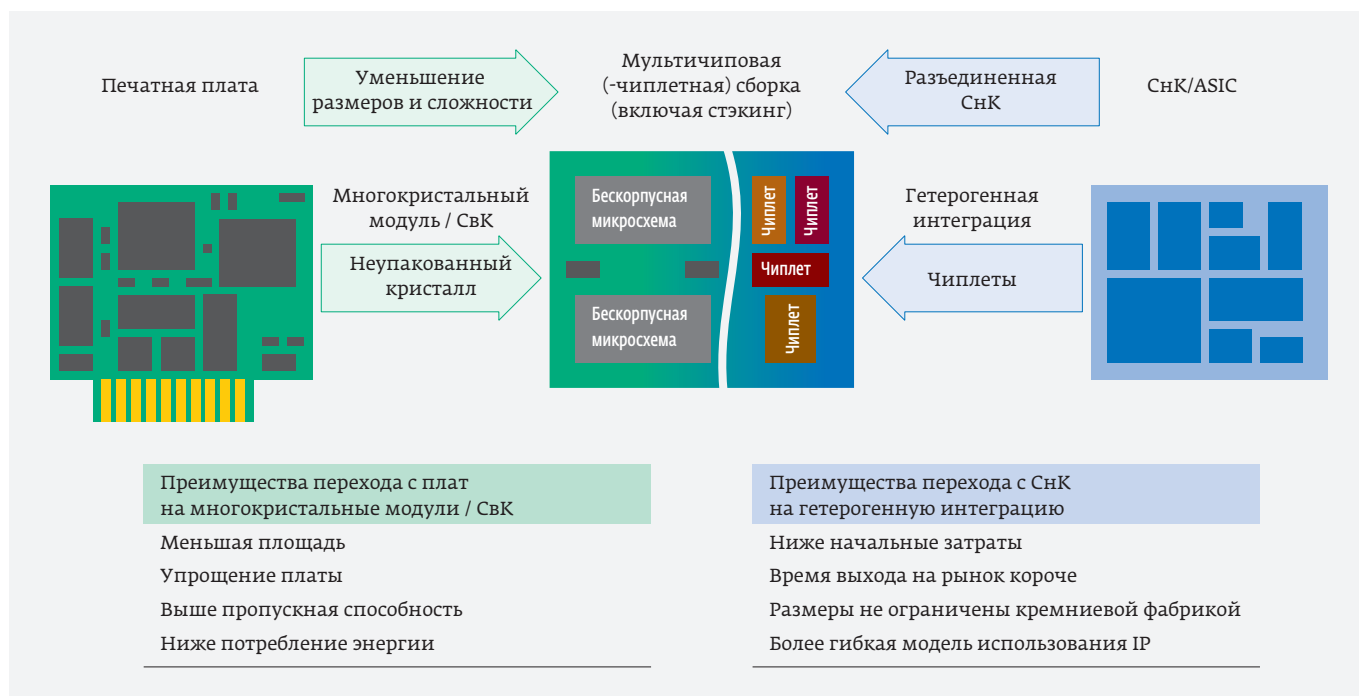 Печатная плата
Уменьшение
размеров и сложности
Мультичиповая
(-чиплетная) сборка
(включая стэкинг)
Разъединенная
СнК
СнК/ASIC
Многокристальный
модуль / СвК
Неупакованный
кристалл
Бескорпусная
микросхема
Бескорпусная
микросхема
Чиплет
Чиплет
Чиплет
Чиплет
Гетерогенная
интеграция
Чиплеты
Преимущества перехода с плат
на многокристальные модули / СвК
Меньшая площадь
Упрощение платы
Выше пропускная способность
Ниже потребление энергии
Преимущества перехода с СнК
на гетерогенную интеграцию
Ниже начальные затраты
Время выхода на рынок короче
Размеры не ограничены кремниевой фабрикой
Более гибкая модель использования IP